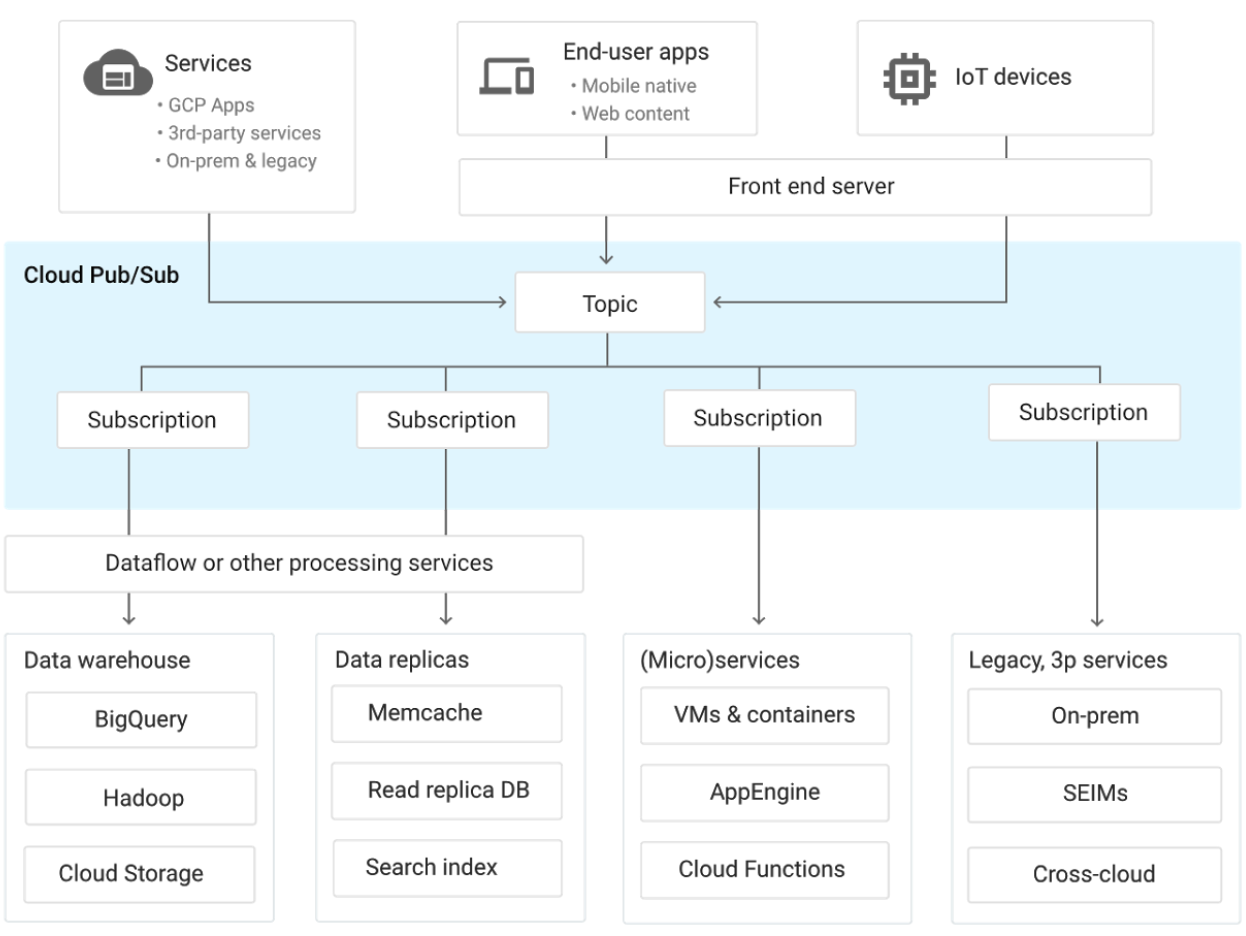 Services
• GCP Apps
• 3rd-party services
• On-prem & legacy
End-user apps
• Mobile native
• Web content
IoT devices
Front end server
Cloud Pub/Sub
Topic
Subscription
Subscription
Subscription
Subscription
Dataflow or other processing services
Data warehouse
BigQuery
Hadoop
Cloud Storage
Data replicas
Memcache
Read replica DB
Search index
(Micro)services
VMs & containers
AppEngine
Cloud Functions
Legacy, 3p services
On-prem
SEIMs
Cross-cloud